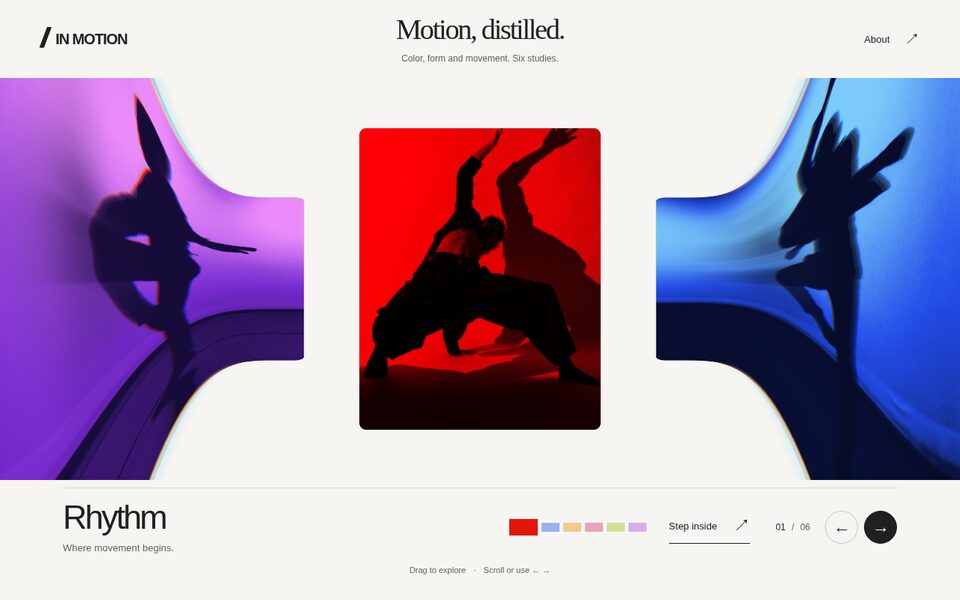 IN MOTION
Motion, distilled.
Color, form and movement. Six studies.
About ↗
Rhythm
Where movement begins.
Step inside ↗
01 / 06
← →
Drag to explore · Scroll or use ← →